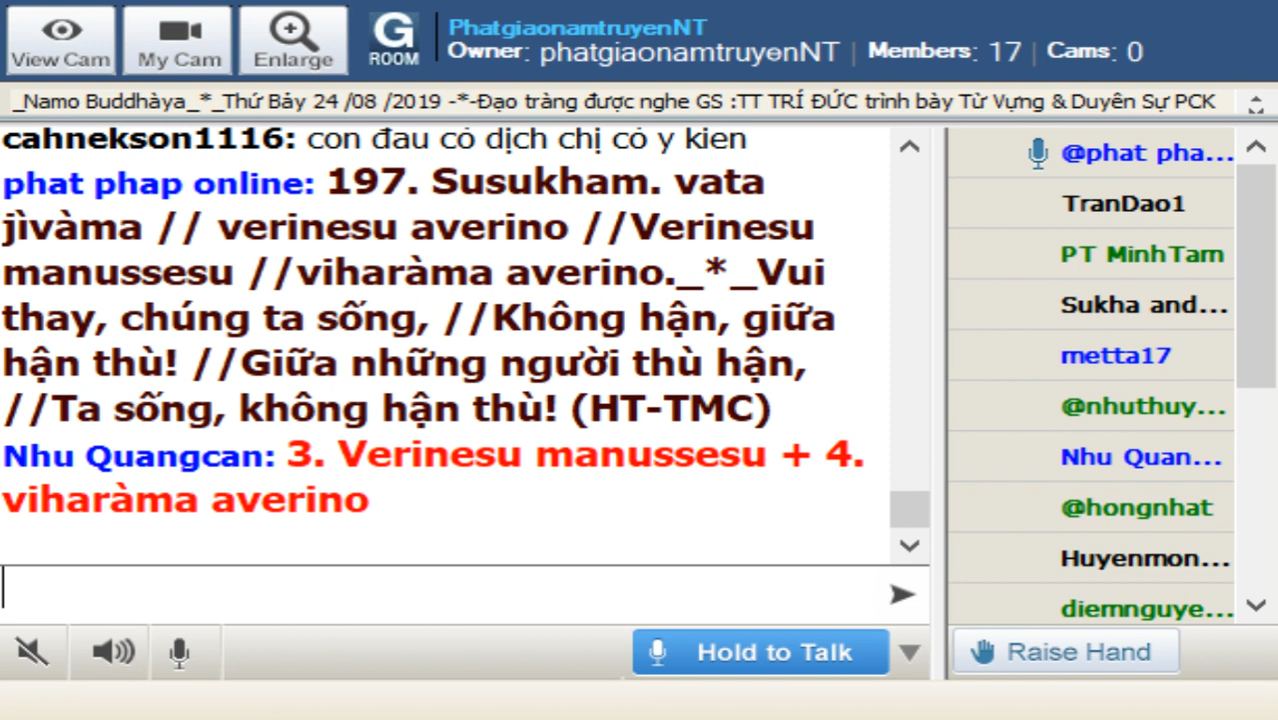 View Cam
My Cam
Enlarge
G
ROOM
PhatgiaonamtruyenNT
Owner: phatgiaonamtruyenNT | Members: 17 | Cams: 0
_Namo Buddhàya_*_Thứ Bảy 24 /08 /2019 -*-Đạo tràng được nghe GS :TT TRÍ ĐỨC trình bày Từ Vựng & Duyên Sự PCK
cahnekson1116: con đau có dịch chị có y kien
phat phap online: 197. Susukham. vata
jìvàma // verinesu averino //Verinesu
manussesu //viharàma averino._*_Vui
thay, chúng ta sống, //Không hận, giữa
hận thù! //Giữa những người thù hận,
//Ta sống, không hận thù! (HT-TMC)
Nhu Quangcan: 3. Verinesu manussesu + 4.
viharàma averino
@phat pha...
TranDao1
PT MinhTam
Sukha and...
metta17
@nhuthuy...
Nhu Quan...
@hongnhat
Huyenmon...
diemnguye...
Hold to Talk
Raise Hand